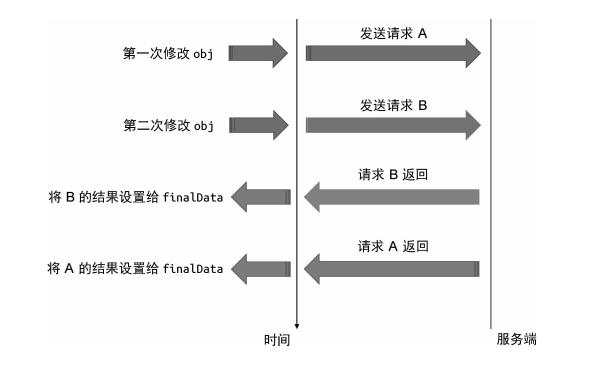 第一次修改 obj
发送请求 A
第二次修改 obj
发送请求 B
请求 B 返回
将 B 的结果设置给 finalData
请求 A 返回
将 A 的结果设置给 finalData
时间
服务端